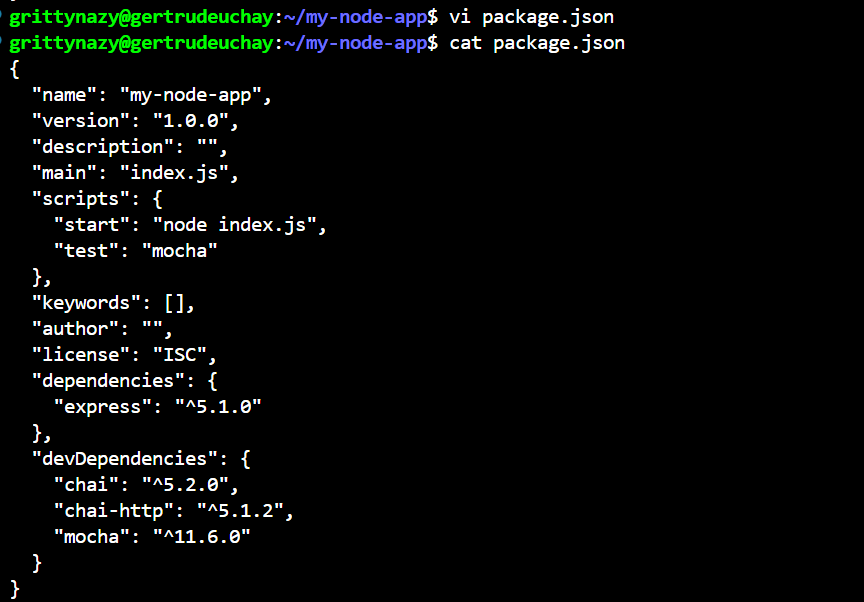 grittynazy@gertrudeuchay:~/my-node-app$ vi package.json
grittynazy@gertrudeuchay:~/my-node-app$ cat package.json
{
  "name": "my-node-app",
  "version": "1.0.0",
  "description": "",
  "main": "index.js",
  "scripts": {
    "start": "node index.js",
    "test": "mocha"
  },
  "keywords": [],
  "author": "",
  "license": "ISC",
  "dependencies": {
    "express": "^5.1.0"
  },
  "devDependencies": {
    "chai": "^5.2.0",
    "chai-http": "^5.1.2",
    "mocha": "^11.6.0"
  }
}